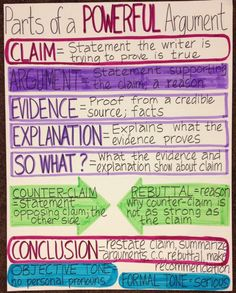 Parts of a POWERFUL Argument
CLAIM = Statement the writer is
trying to prove is true.
ARGUMENT = Statement supporting
the claim; a reason
EVIDENCE = Proof from a credible
source; facts
EXPLANATION = Explains what the
evidence proves
SO WHAT? = What the evidence and
explanation show about claim
COUNTER-CLAIM
= Statement
opposing claim; the
other side
REBUTTAL = reason
why counter-claim is
not as strong as
the claim
CONCLUSION = restate claim, summarize
arguments, c.c. rebuttal, make
recommendation
OBJECTIVE TONE =
no personal pronouns
FORMAL TONE = serious